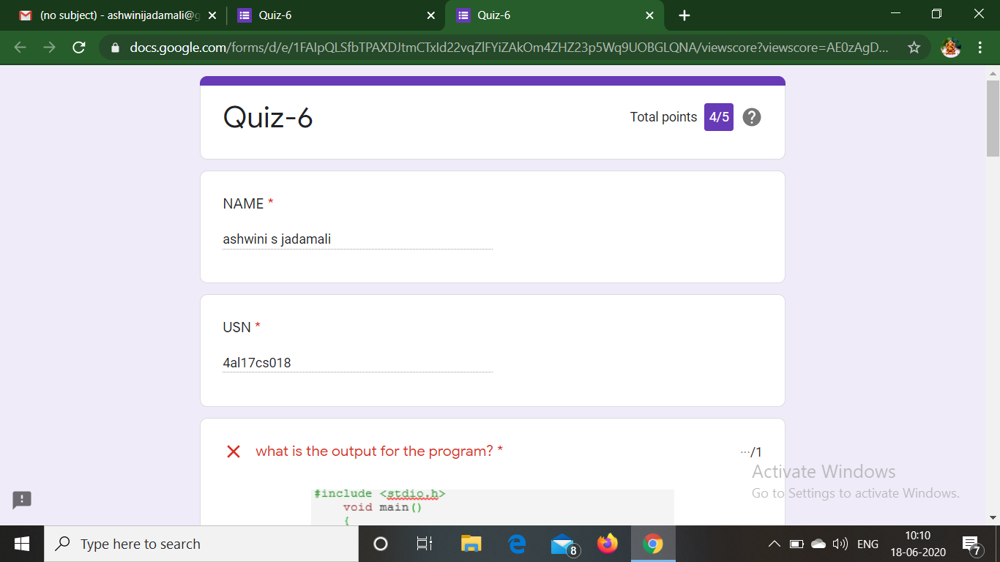 (no subject) - ashwinijadamali@g
Quiz-6
Quiz-6
docs.google.com/forms/d/e/1FAIpQLSfbTPAXDJtmCTxId22vqZlFYiZAkOm4ZHZ23p5Wq9UOBGLQNA/viewscore?viewscore=AE0zAgD...
Quiz-6
Total points 4/5
NAME *
ashwini s jadamali
USN *
4al17cs018
what is the output for the program? *
···/1
#include <stdio.h>
void main()
{
Activate Windows
Go to Settings to activate Windows.
Type here to search
8
ENG
10:10
18-06-2020
7